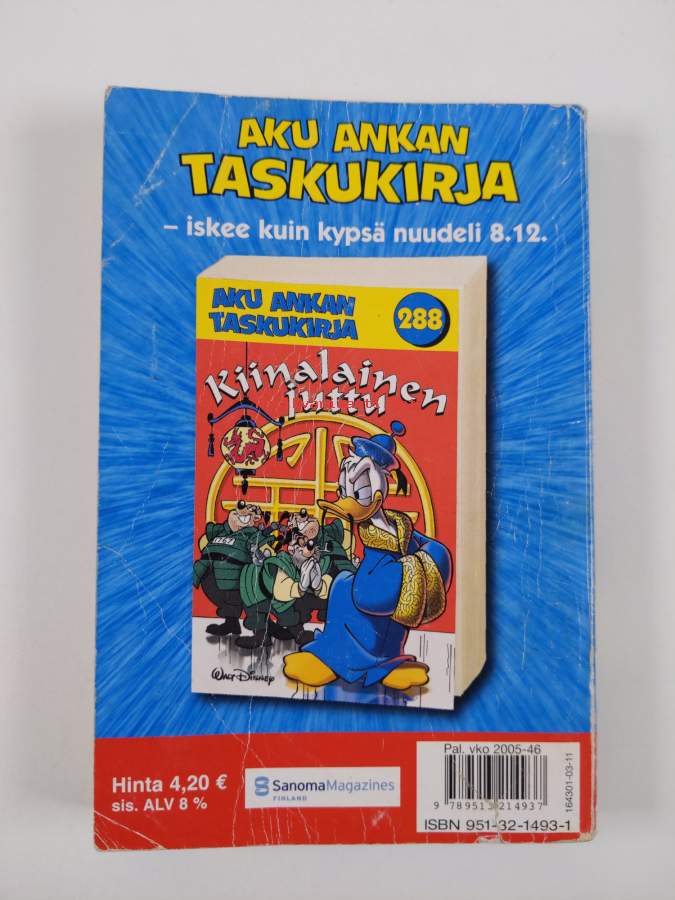 AKU ANKAN
TASKUKIRJA
– iskee kuin kypsä nuudeli 8.12.
AKU ANKAN
TASKUKIRJA
288
Kiinalainen
juttu
1767
WALT DISNEY
Hinta 4,20 €
sis. ALV 8 %
SanomaMagazines
FINLAND
Pal. vko 2005-46
9 789513 214937
ISBN 951-32-1493-1
164301-03-11